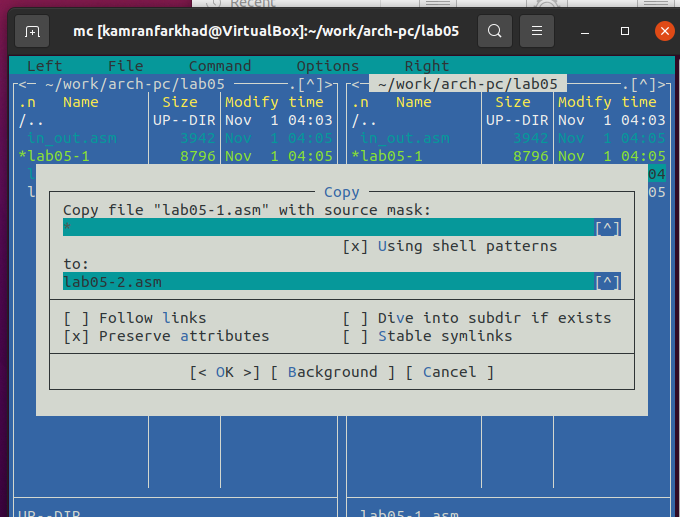 Recent
mc [kamranfarkhad@VirtualBox]:~/work/arch-pc/lab05
Left File Command Options Right
<─ ~/work/arch-pc/lab05 ─.[^]> <─ ~/work/arch-pc/lab05 ─.[^]>
.n Name Size Modify time .n Name Size Modify time
/.. UP--DIR Nov 1 04:03 /.. UP--DIR Nov 1 04:03
in_out.asm 3942 Nov 1 04:05 in_out.asm 3942 Nov 1 04:05
*lab05-1 8796 Nov 1 04:05 *lab05-1 8796 Nov 1 04:05
l 04
l 05
Copy
Copy file "lab05-1.asm" with source mask:
* [^]
[x] Using shell patterns
to:
lab05-2.asm [^]
[ ] Follow links [ ] Dive into subdir if exists
[x] Preserve attributes [ ] Stable symlinks
[< OK >] [ Background ] [ Cancel ]
UP--DIR lab05-1.asm